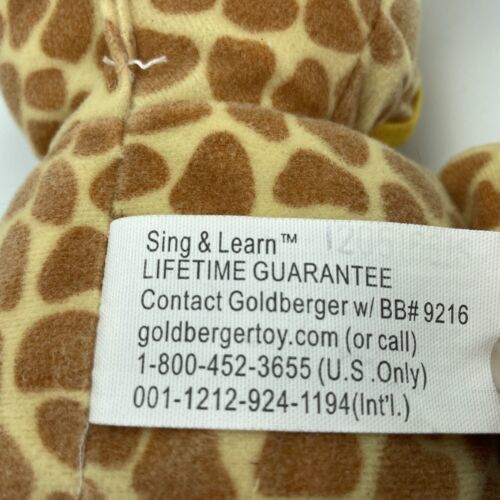 Sing & Learn™
LIFETIME GUARANTEE
Contact Goldberger w/ BB# 9216
goldbergertoy.com (or call)
1-800-452-3655 (U.S .Only)
001-1212-924-1194(Int'l.)